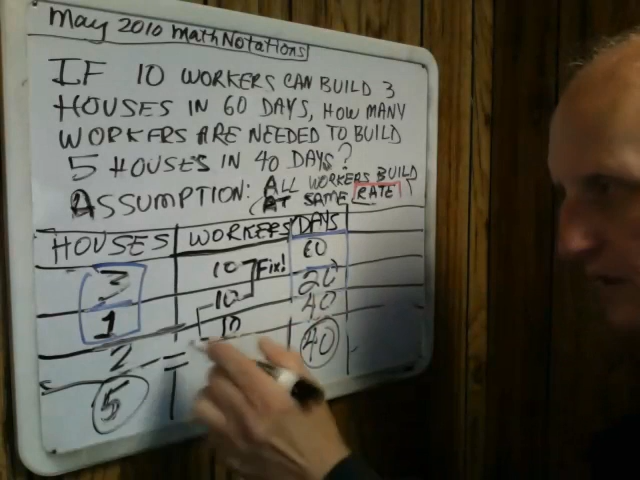 May 2010 MathNotations
IF 10 WORKERS CAN BUILD 3
HOUSES IN 60 DAYS, HOW MANY
WORKERS ARE NEEDED TO BUILD
5 HOUSES IN 40 DAYS?
ASSUMPTION: ALL WORKERS BUILD
(AT SAME RATE)
HOUSES WORKERS DAYS
3 10 Fix! 60
1 10 20
2 10 40
5 40